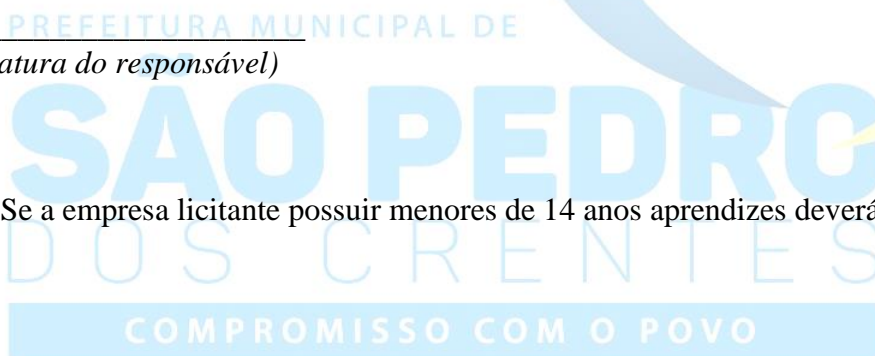 PREFEITURA MUNICIPAL DE
atura do responsável)
SÃO PEDRO
Se a empresa licitante possuir menores de 14 anos aprendizes deverá
DOS CRENTES
COMPROMISSO COM O POVO